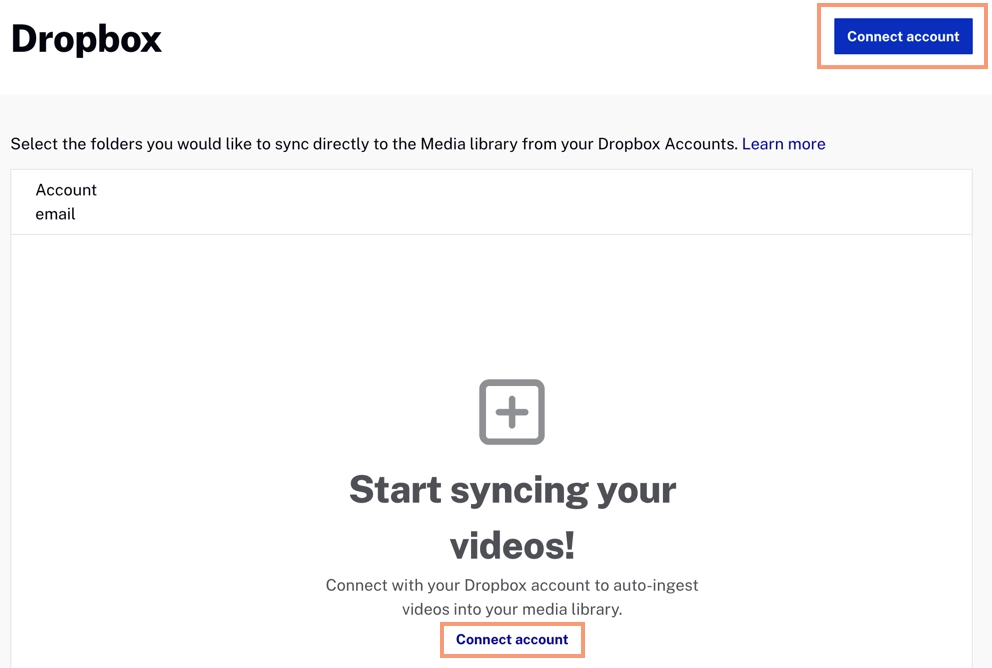 Dropbox
Connect account
Select the folders you would like to sync directly to the Media library from your Dropbox Accounts. Learn more
Account
email
Start syncing your
videos!
Connect with your Dropbox account to auto-ingest
videos into your media library.
Connect account